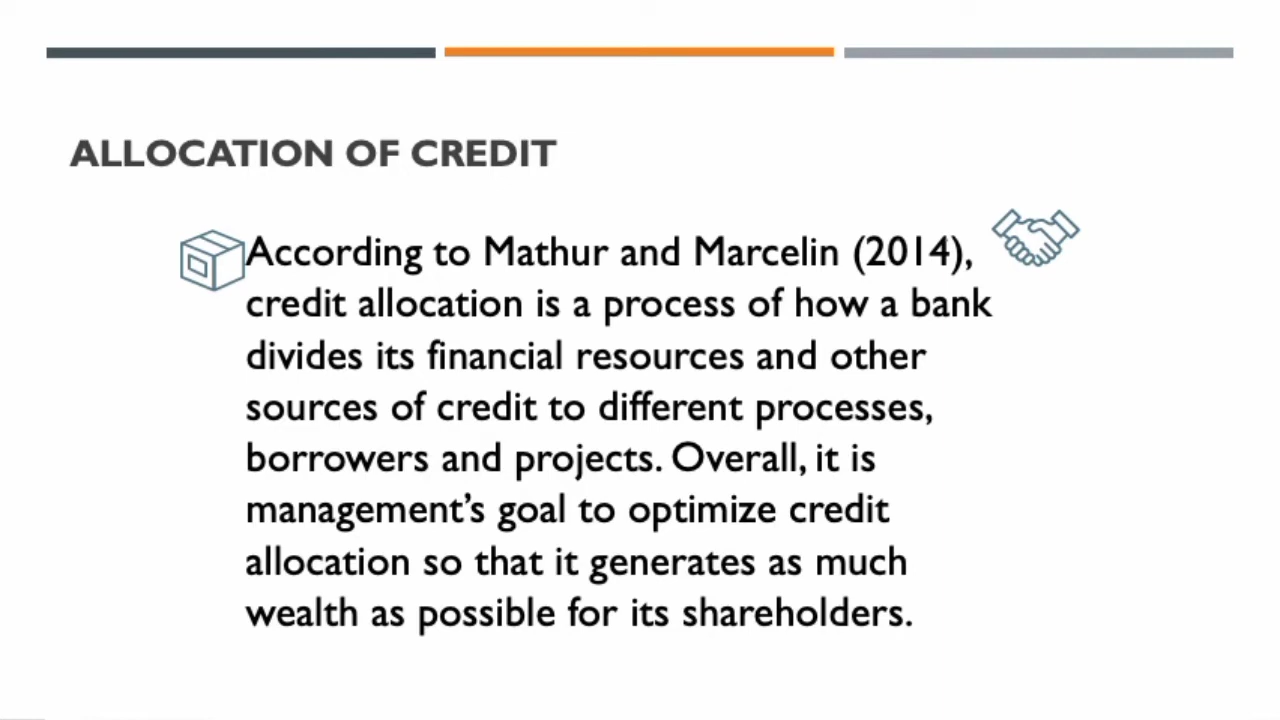 ALLOCATION OF CREDIT
According to Mathur and Marcelin (2014),
credit allocation is a process of how a bank
divides its financial resources and other
sources of credit to different processes,
borrowers and projects. Overall, it is
management’s goal to optimize credit
allocation so that it generates as much
wealth as possible for its shareholders.